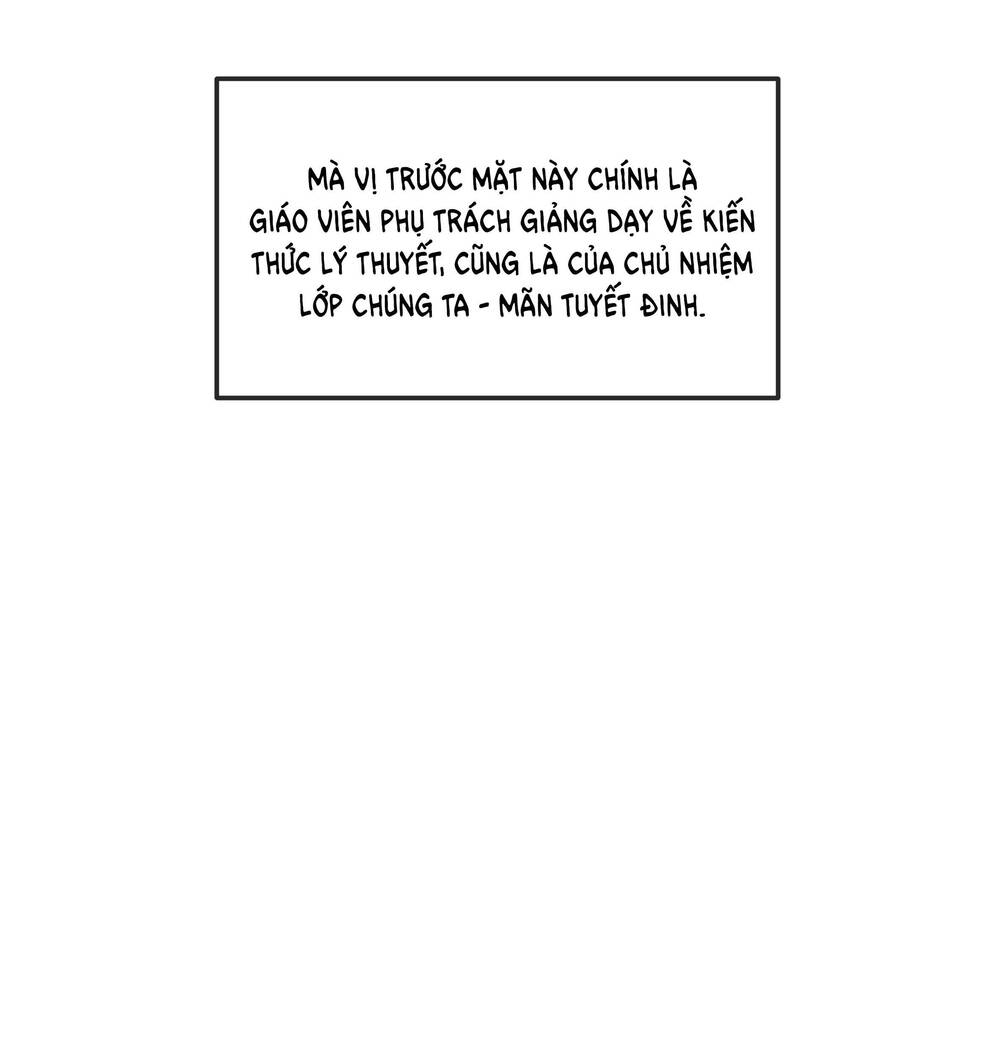 MÀ VỊ TRƯỚC MẶT NÀY CHÍNH LÀ
GIÁO VIÊN PHỤ TRÁCH GIẢNG DẠY VỀ KIẾN
THỨC LÝ THUYẾT, CŨNG LÀ CỦA CHỦ NHIỆM
LỚP CHÚNG TA - MÃN TUYẾT ĐINH.